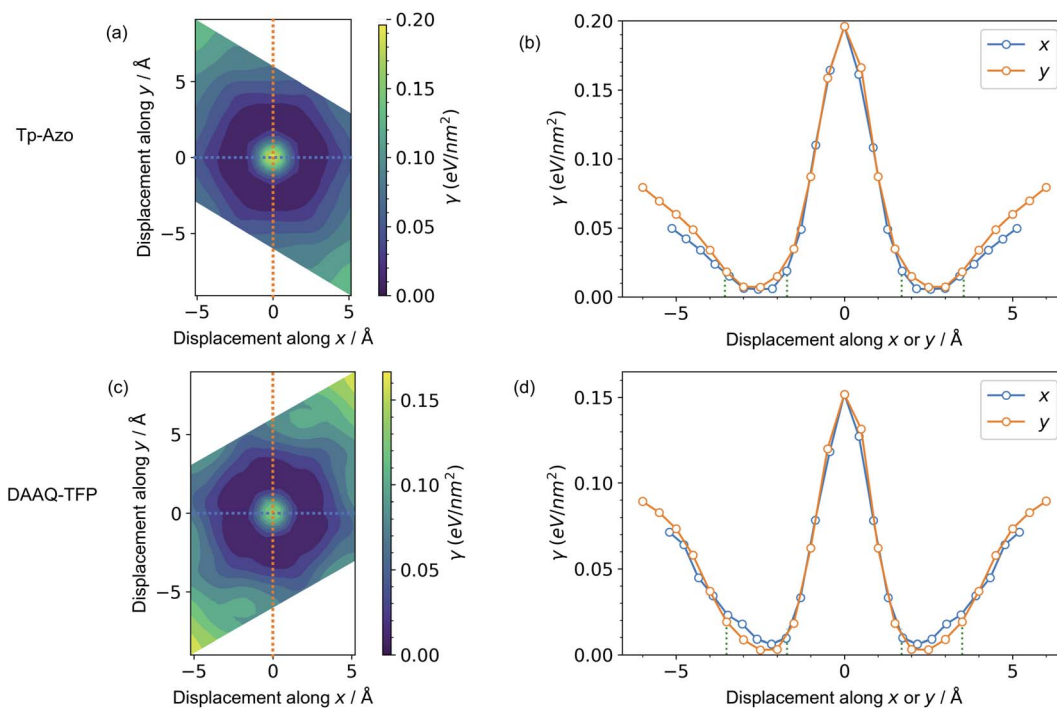 (a)
Tp-Azo
Displacement along y / Å
5
0
−5
−5
0
5
Displacement along x / Å
0.20
0.15
0.10
0.05
0.00
γ (eV/nm²)
(b)
γ (eV/nm²)
0.20
0.15
0.10
0.05
0.00
x
y
−5
0
5
Displacement along x or y / Å
(c)
DAAQ-TFP
Displacement along y / Å
5
0
−5
−5
0
5
Displacement along x / Å
0.15
0.10
0.05
0.00
γ (eV/nm²)
(d)
γ (eV/nm²)
0.15
0.10
0.05
0.00
x
y
−5
0
5
Displacement along x or y / Å